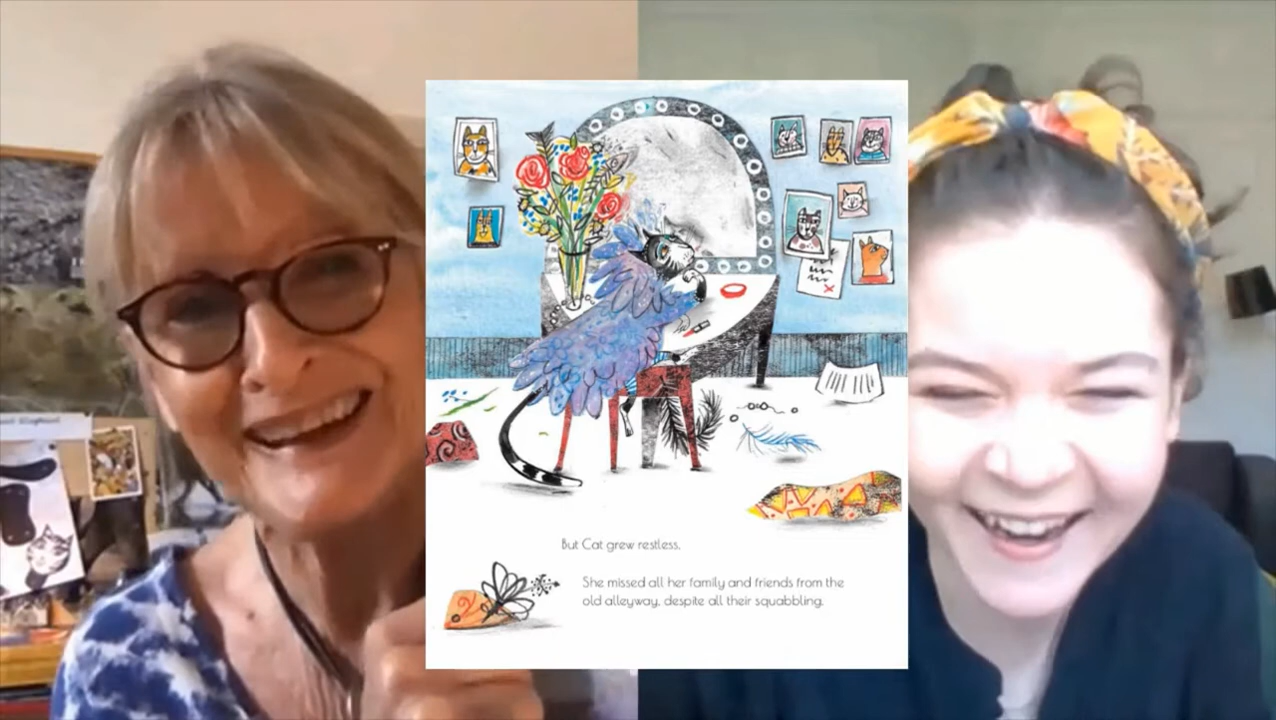 But Cat grew restless.
She missed all her family and friends from the
old alleyway, despite all their squabbling.